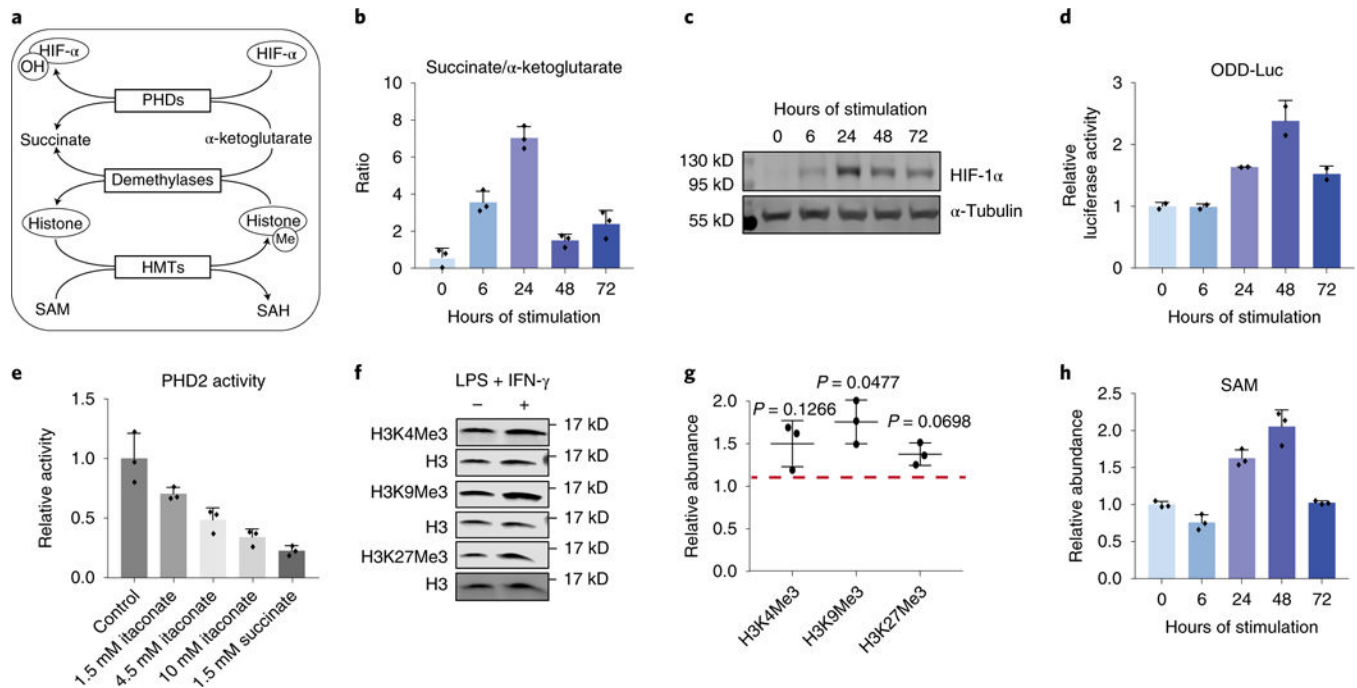 a
HIF-α
OH
HIF-α
PHDs
Succinate
α-ketoglutarate
Demethylases
Histone
Histone
Me
HMTs
SAM
SAH
b
Succinate/α-ketoglutarate
Ratio
10
8
6
4
2
0
0 6 24 48 72
Hours of stimulation
c
Hours of stimulation
0 6 24 48 72
130 kD
95 kD
HIF-1α
55 kD
α-Tubulin
d
ODD-Luc
Relative
luciferase activity
3
2
1
0
0 6 24 48 72
Hours of stimulation
e
PHD2 activity
Relative activity
1.5
1.0
0.5
0.0
Control
1.5 mM itaconate
4.5 mM itaconate
10 mM itaconate
1.5 mM succinate
f
LPS + IFN-γ
– +
H3K4Me3
17 kD
H3
17 kD
H3K9Me3
17 kD
H3
17 kD
H3K27Me3
17 kD
H3
17 kD
g
P = 0.0477
P = 0.1266
P = 0.0698
Relative abunance
2.0
1.5
1.0
0.5
0.0
H3K4Me3
H3K9Me3
H3K27Me3
h
SAM
Relative abundance
2.5
2.0
1.5
1.0
0.5
0.0
0 6 24 48 72
Hours of stimulation